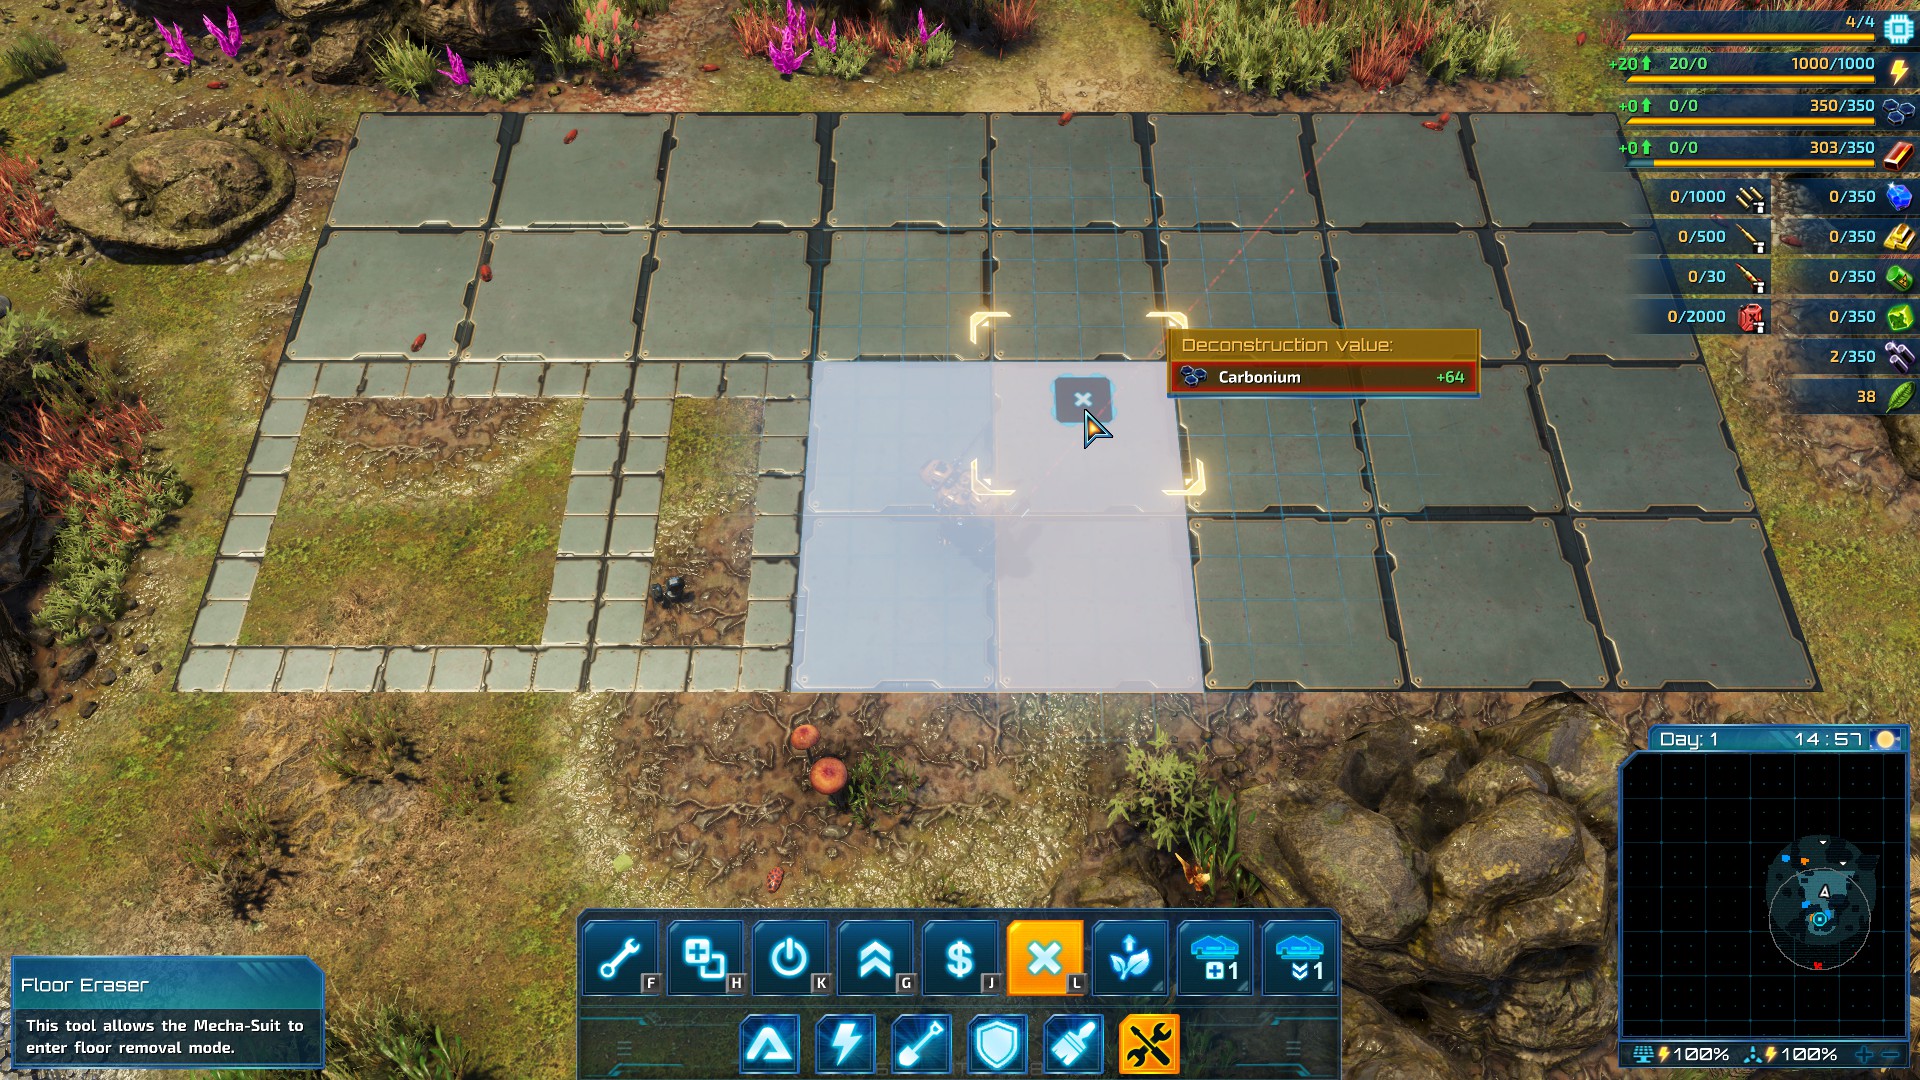 4/4
+20 20/0 1000/1000
+0 0/0 350/350
+0 0/0 303/350
0/1000 0/350
0/500 0/350
0/30 0/350
0/2000 0/350
2/350
38
Deconstruction value:
Carbonium +64
Day: 1 14:57
F H K G J L 1 1
Floor Eraser
This tool allows the Mecha-Suit to
enter floor removal mode.
100% 100%